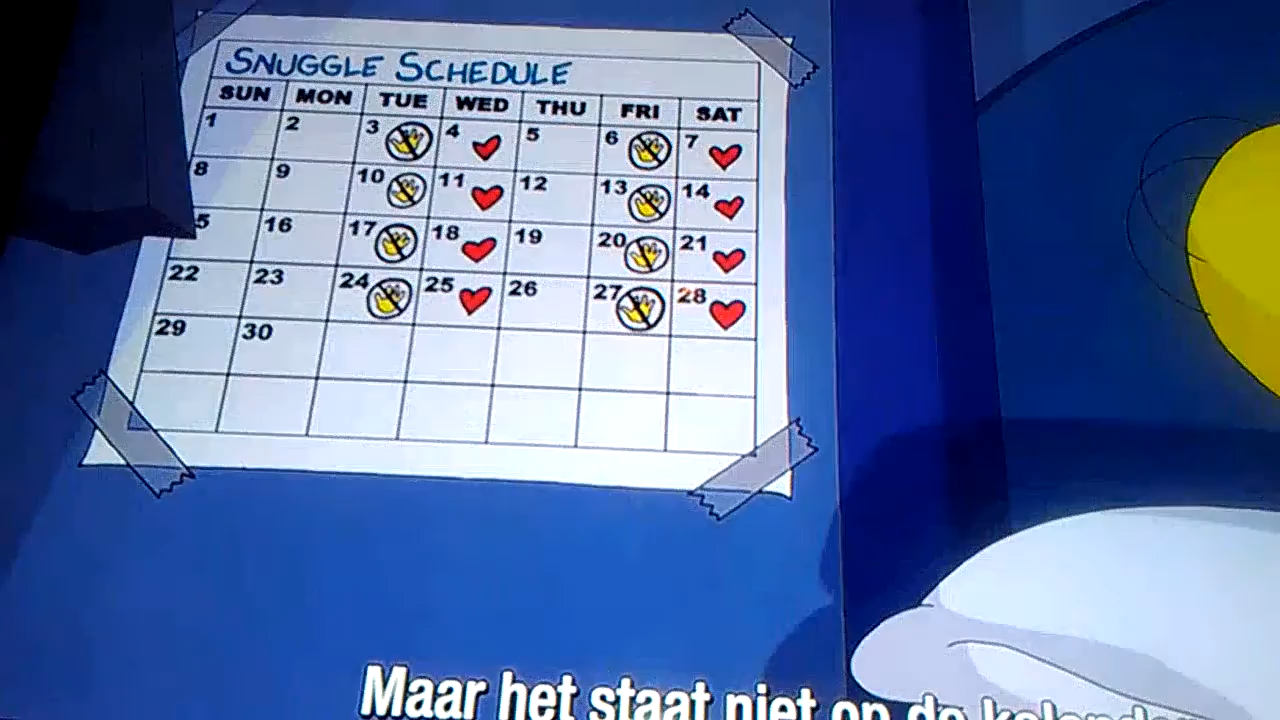 SNUGGLE SCHEDULE
SUN MON TUE WED THU FRI SAT
1 2 3 4 5 6 7
8 9 10 11 12 13 14
5 16 17 18 19 20 21
22 23 24 25 26 27 28
29 30
Maar het staat niet op de